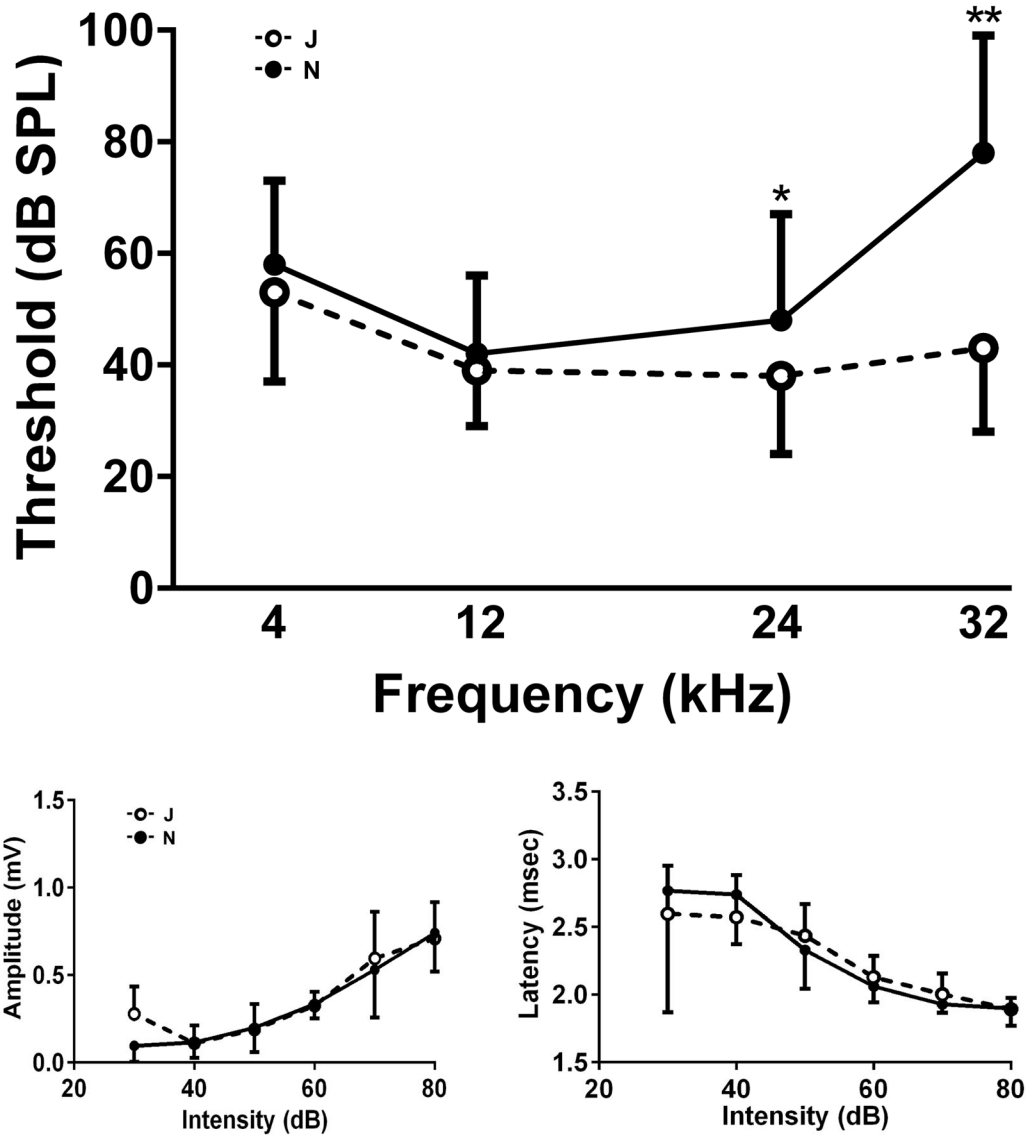 Threshold (dB SPL)
100
80
60
40
20
0
J
N
*
**
4 12 24 32
Frequency (kHz)
Amplitude (mV)
1.5
1.0
0.5
0.0
J
N
20 40 60 80
Intensity (dB)
Latency (msec)
3.5
3.0
2.5
2.0
1.5
20 40 60 80
Intensity (dB)